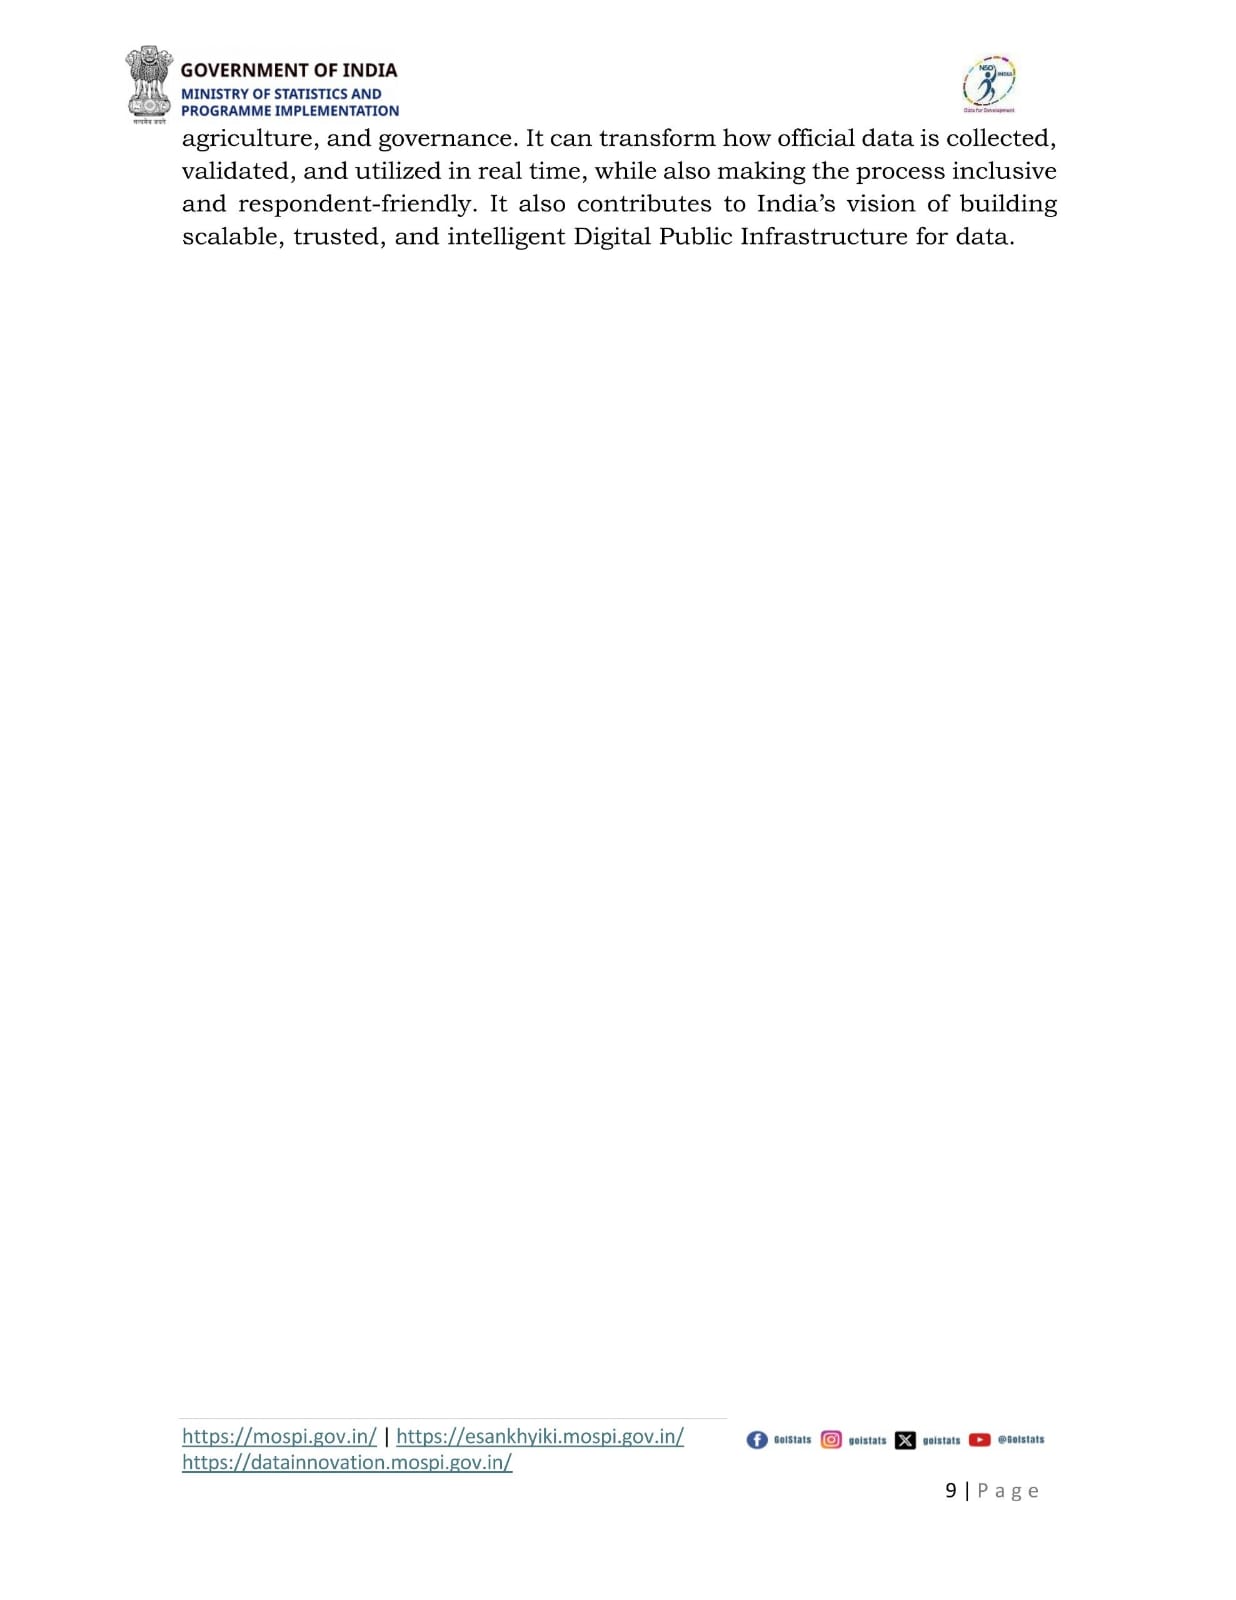 GOVERNMENT OF INDIA
MINISTRY OF STATISTICS AND
PROGRAMME IMPLEMENTATION
सत्यमेव जयते
NSO
INDIA
Data for Development
agriculture, and governance. It can transform how official data is collected,
validated, and utilized in real time, while also making the process inclusive
and respondent-friendly. It also contributes to India’s vision of building
scalable, trusted, and intelligent Digital Public Infrastructure for data.
https://mospi.gov.in/ | https://esankhyiki.mospi.gov.in/
https://datainnovation.mospi.gov.in/
GoIStats goistats goistats @GoIstats
9 | Page